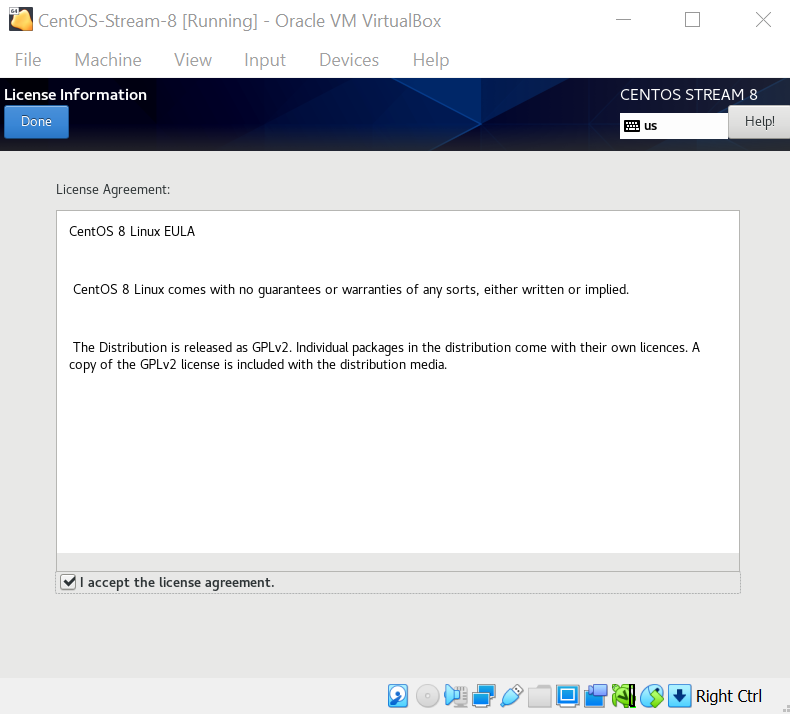 CentOS-Stream-8 [Running] - Oracle VM VirtualBox
File Machine View Input Devices Help
License Information
CENTOS STREAM 8
Done
us
Help!
License Agreement:
CentOS 8 Linux EULA
CentOS 8 Linux comes with no guarantees or warranties of any sorts, either written or implied.
The Distribution is released as GPLv2. Individual packages in the distribution come with their own licences. A
copy of the GPLv2 license is included with the distribution media.
I accept the license agreement.
Right Ctrl